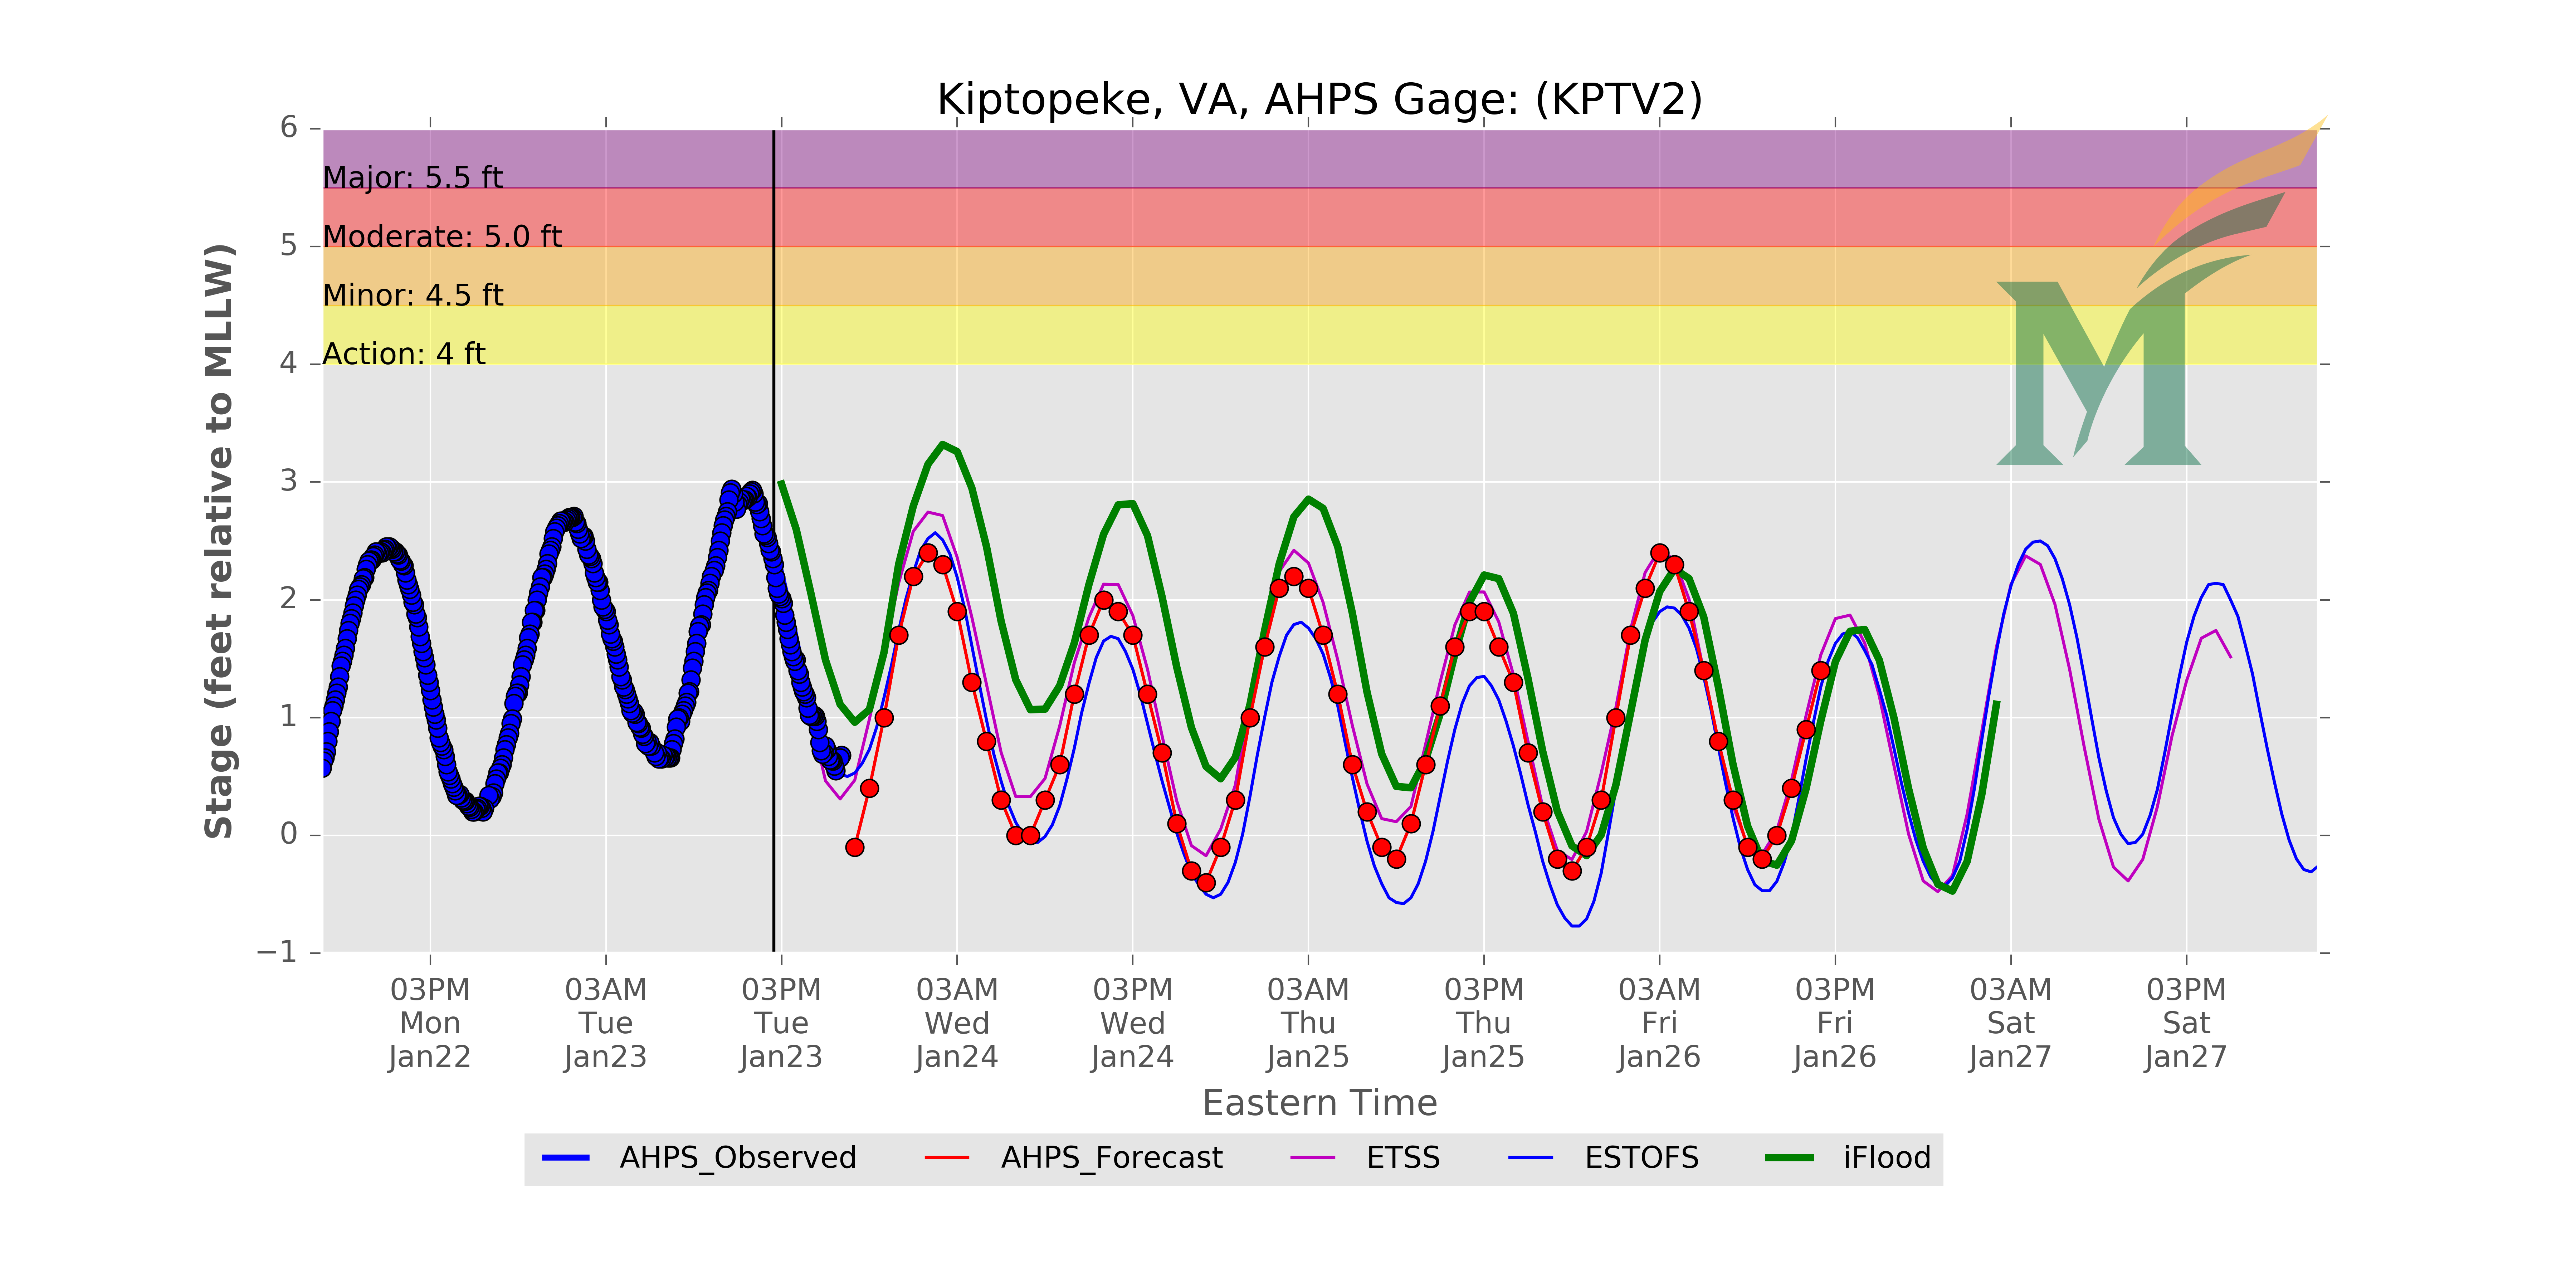 Kiptopeke, VA, AHPS Gage: (KPTV2)
Stage (feet relative to MLLW)
6
5
4
3
2
1
0
−1
Major: 5.5 ft
Moderate: 5.0 ft
Minor: 4.5 ft
Action: 4 ft
M
03PM Mon Jan22
03AM Tue Jan23
03PM Tue Jan23
03AM Wed Jan24
03PM Wed Jan24
03AM Thu Jan25
03PM Thu Jan25
03AM Fri Jan26
03PM Fri Jan26
03AM Sat Jan27
03PM Sat Jan27
Eastern Time
AHPS_Observed
AHPS_Forecast
ETSS
ESTOFS
iFlood